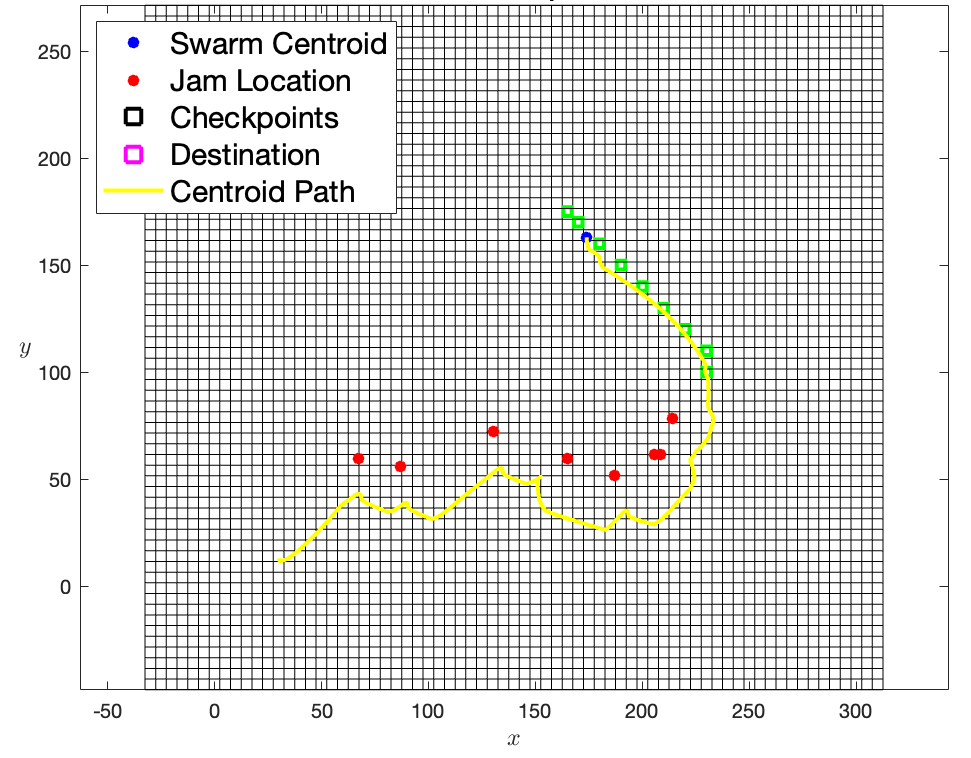 250
200
150
100
50
0
y
Swarm Centroid
Jam Location
Checkpoints
Destination
Centroid Path
-50 0 50 100 150 200 250 300
x